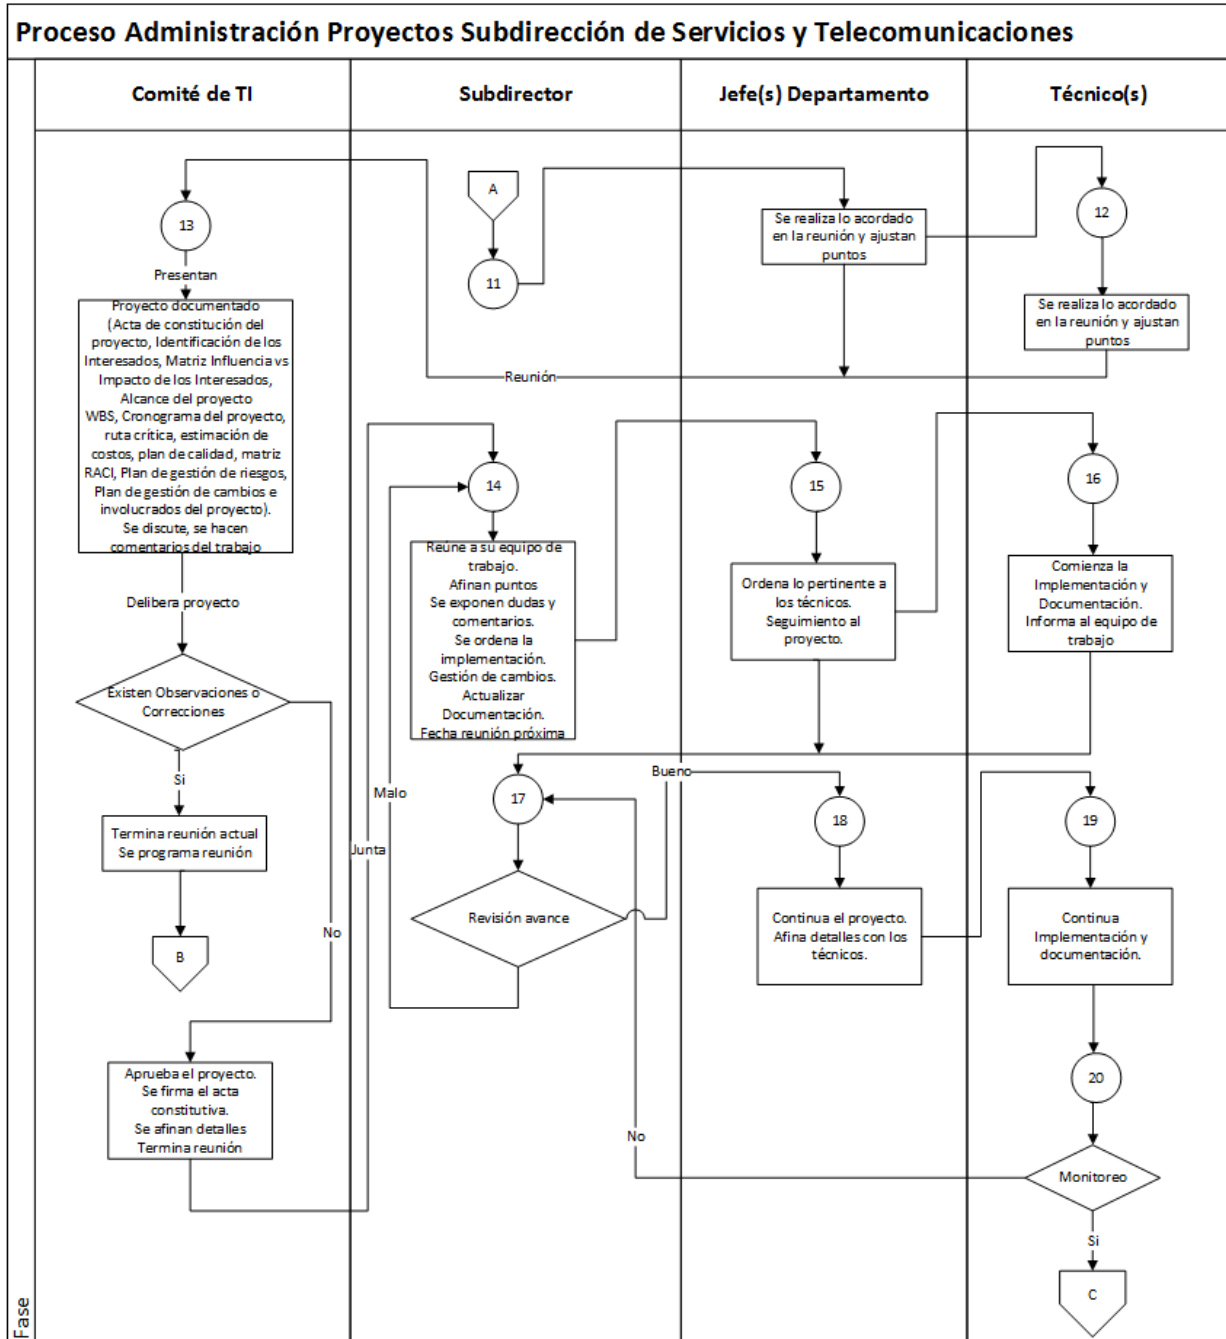 Proceso Administración Proyectos Subdirección de Servicios y Telecomunicaciones
Fase
Comité de TI
Subdirector
Jefe(s) Departamento
Técnico(s)
A
11
Se realiza lo acordado
en la reunión y ajustan
puntos
12
Se realiza lo acordado
en la reunión y ajustan
puntos
Reunión
13
Presentan
Proyecto documentado
(Acta de constitución del
proyecto, Identificación de los
Interesados, Matriz Influencia vs
Impacto de los Interesados,
Alcance del proyecto
WBS, Cronograma del proyecto,
ruta crítica, estimación de
costos, plan de calidad, matriz
RACI, Plan de gestión de riesgos,
Plan de gestión de cambios e
involucrados del proyecto).
Se discute, se hacen
comentarios del trabajo
Delibera proyecto
Existen Observaciones o
Correcciones
Si
Termina reunión actual
Se programa reunión
B
No
Aprueba el proyecto.
Se firma el acta
constitutiva.
Se afinan detalles
Termina reunión
Junta
14
Reúne a su equipo de
trabajo.
Afinan puntos
Se exponen dudas y
comentarios.
Se ordena la
implementación.
Gestión de cambios.
Actualizar
Documentación.
Fecha reunión próxima
15
Ordena lo pertinente a
los técnicos.
Seguimiento al
proyecto.
16
Comienza la
Implementación y
Documentación.
Informa al equipo de
trabajo
17
Revisión avance
Malo
Bueno
18
Continua el proyecto.
Afina detalles con los
técnicos.
19
Continua
Implementación y
documentación.
20
Monitoreo
No
Si
C